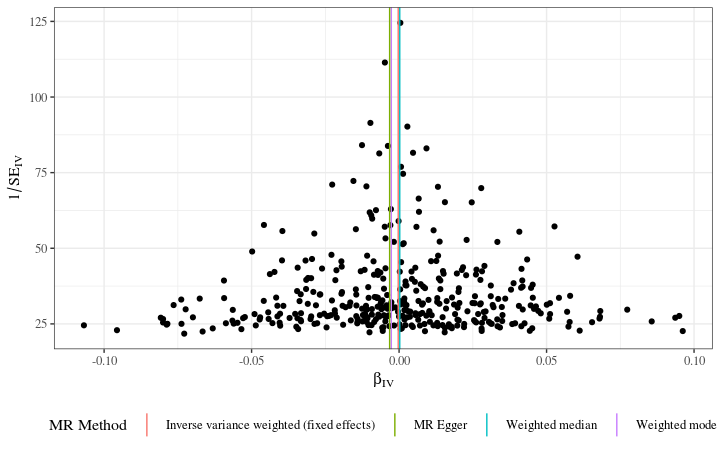 125
100
75
50
25
1/SE_IV
-0.10
-0.05
0.00
0.05
0.10
β_IV
MR Method
Inverse variance weighted (fixed effects)
MR Egger
Weighted median
Weighted mode